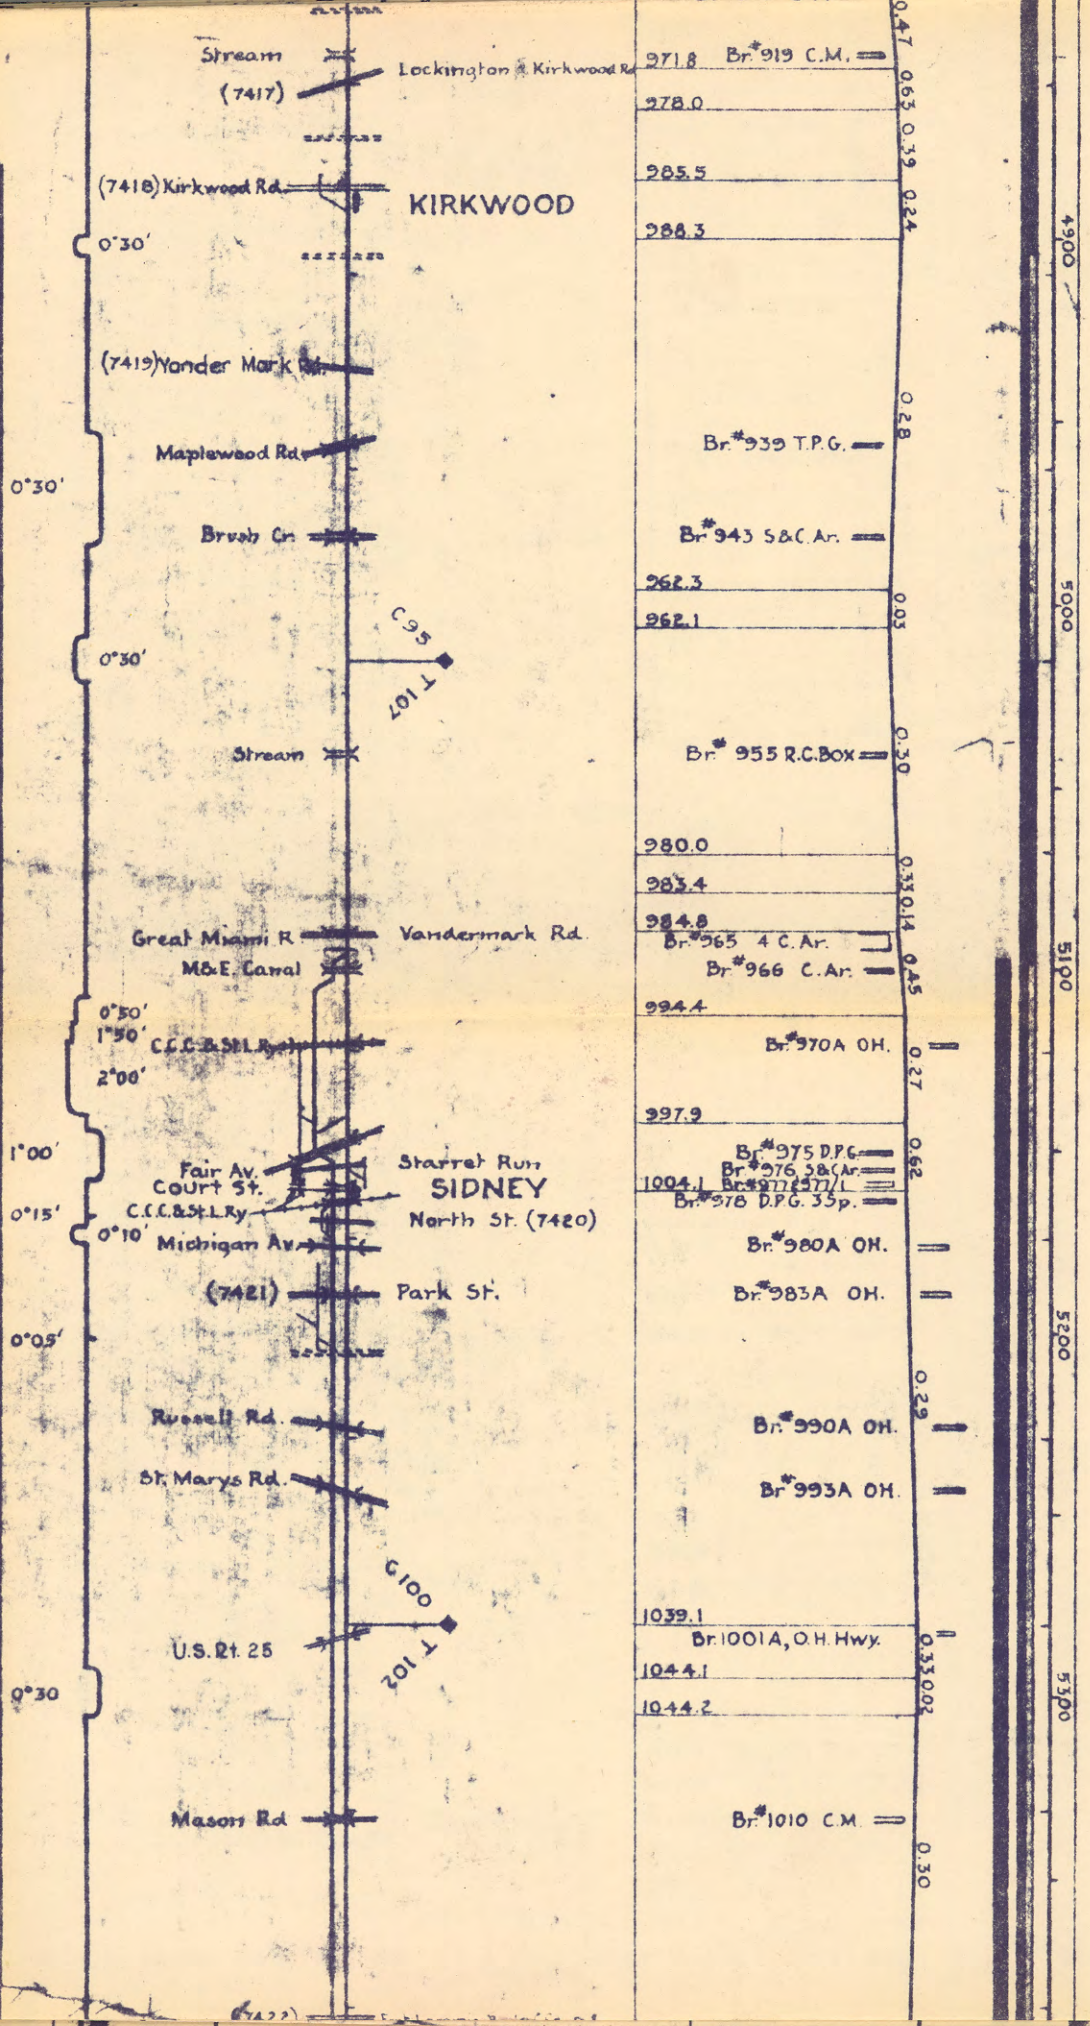 0.47
Stream
Br.#919 C.M.
971.8
Lockington & Kirkwood Rd
(7417)
0.63
978.0
0.39
985.5
(7418) Kirkwood Rd.
KIRKWOOD
0.24
988.3
0°30'
4900
(7419) Vonder Mark Rd.
0.28
Maplewood Rd.
Br.#939 T.P.G.
0°30'
Brush Cr.
Br.#943 S&C. Ar.
962.3
0.03
5000
962.1
C95
T107
0°30'
Stream
Br.# 955 R.C.BOX
0.30
980.0
0.33
983.4
0.14
984.8
Great Miami R.
Vandermark Rd.
Br.#965 4 C. Ar.
M&E. Canal
Br.#966 C. Ar.
0.45
5100
994.4
0°50'
1°50'
C.C.C. & St.L. Ry.
Br.#970A OH.
0.27
2°00'
997.9
1°00'
Br.#975 D.P.G.
0.62
Fair Av.
Starret Run
Br.#976 S&C Ar.
Court St.
SIDNEY
1004.1
C.C.C.&St.L.Ry
Br.#978 D.P.G. 3Sp.
0°15'
North St. (7420)
0°10'
Michigan Av.
Br.#980A OH.
(7421)
Park St.
Br.#983A OH.
0°05'
5200
0.29
Russell Rd.
Br.#990A OH.
St. Marys Rd.
Br.#993A OH.
C100
T102
1039.1
U.S. Rt. 25
Br.1001A, O.H. Hwy.
0.33
1044.1
0°30
0.02
5300
1044.2
Mason Rd
Br.#1010 C.M.
0.30
(7422)